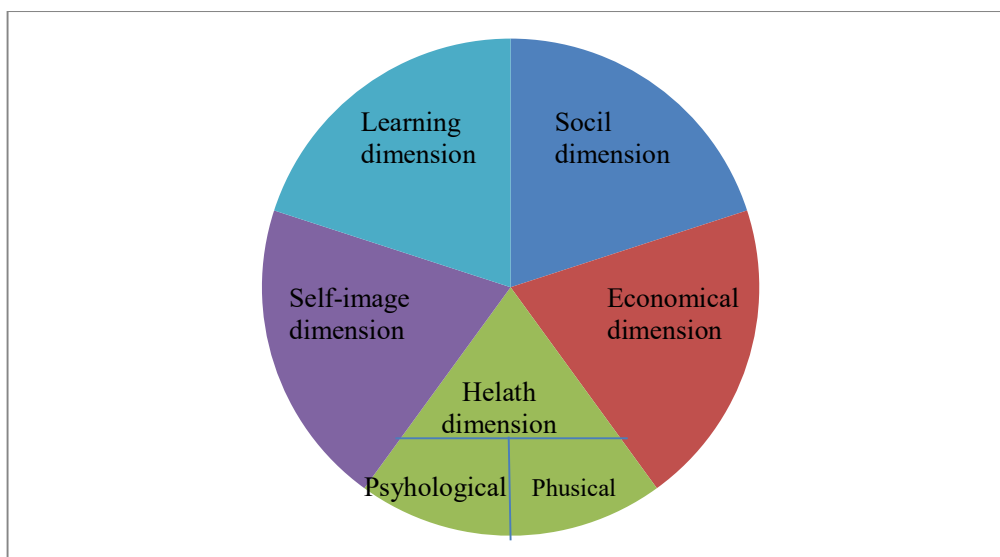 Learning
dimension
Socil
dimension
Self-image
dimension
Economical
dimension
Helath
dimension
Psyhological
Phusical